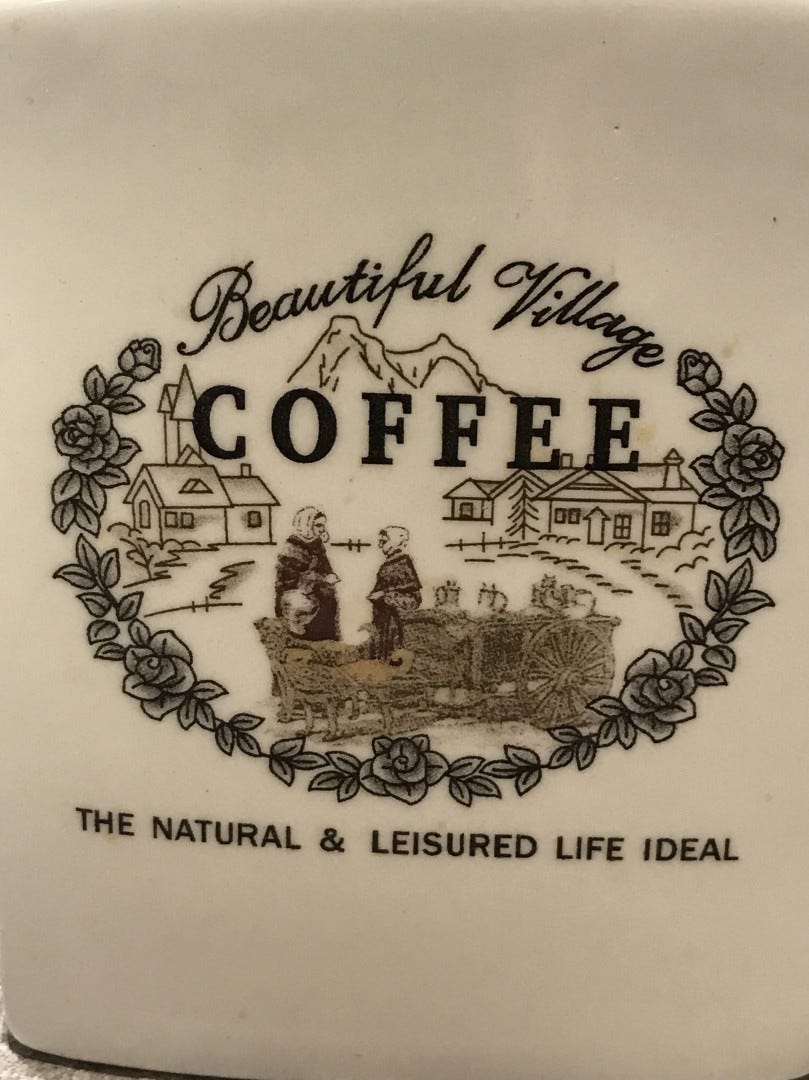 Beautiful Village
COFFEE
THE NATURAL & LEISURED LIFE IDEAL